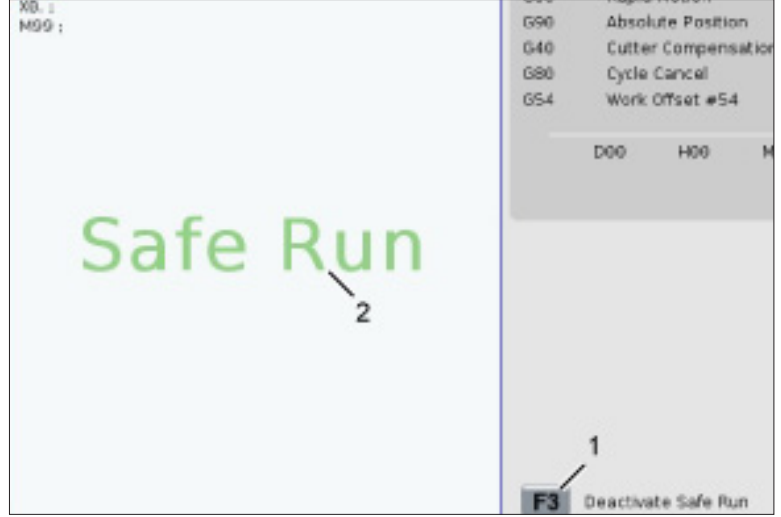 X0.;
M99;
G90 Absolute Position
G40 Cutter Compensation
G80 Cycle Cancel
G54 Work Offset #54
D00 H00 M
Safe Run
2
1
F3 Deactivate Safe Run